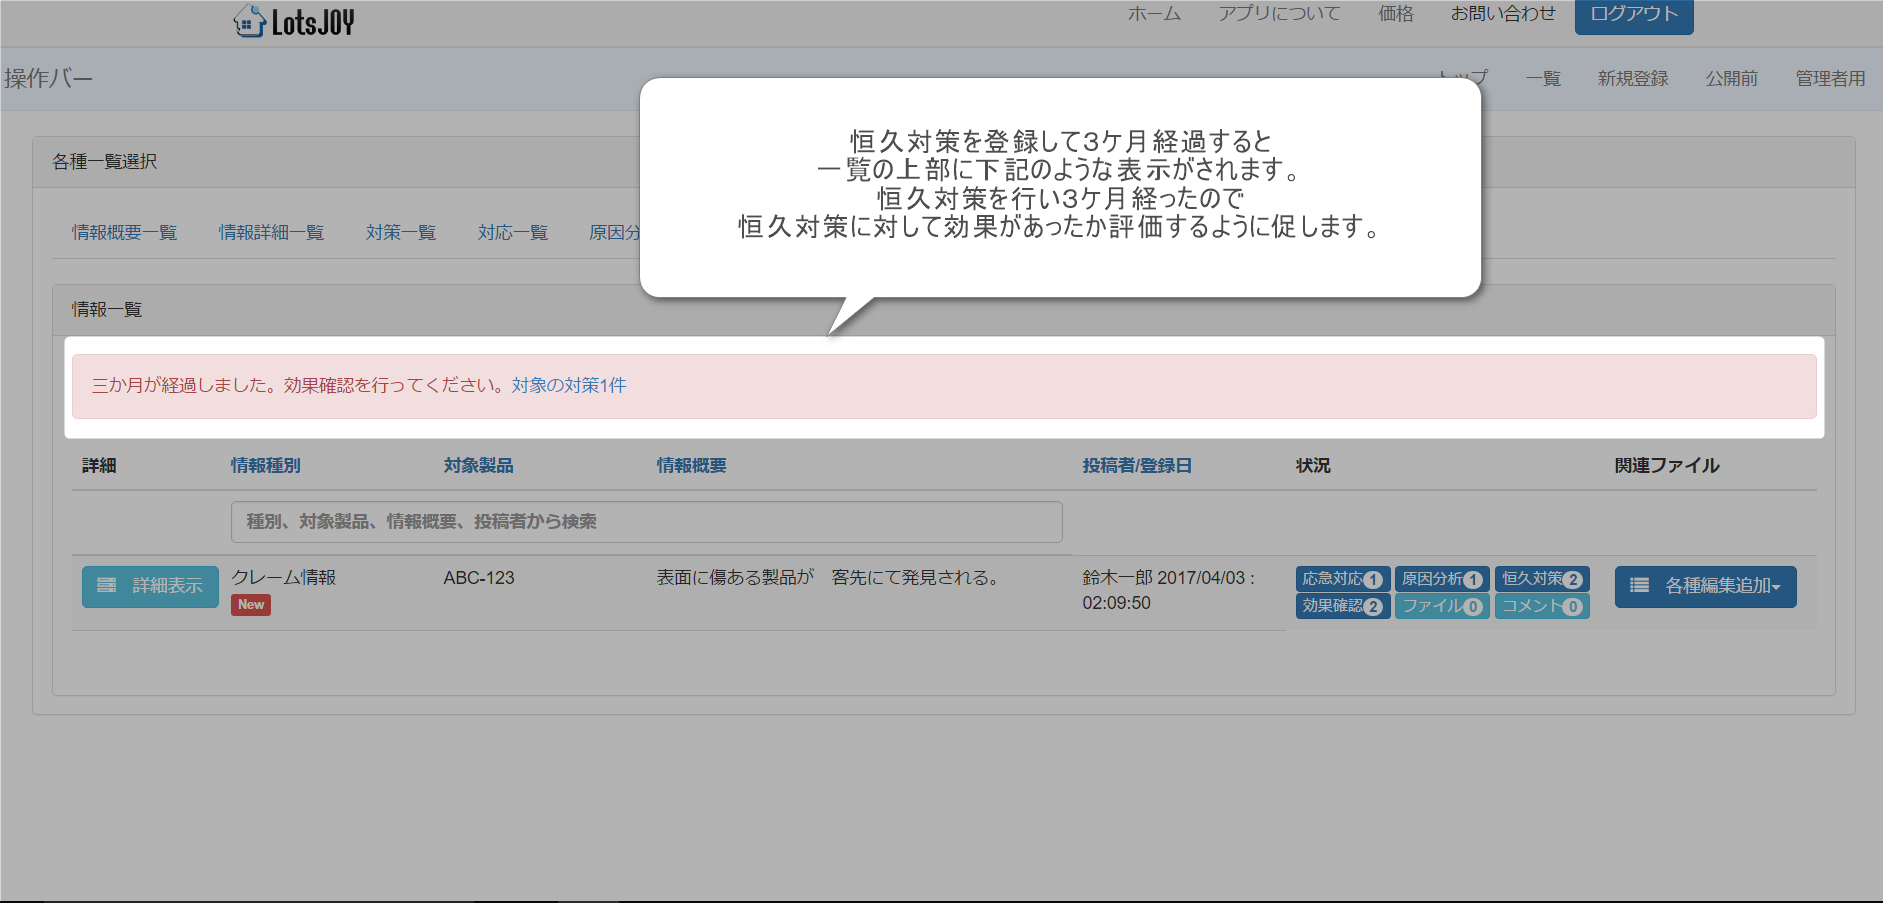 LotsJOY
ホーム アプリについて 価格 お問い合わせ ログアウト
操作バー
トップ 一覧 新規登録 公開前 管理者用
恒久対策を登録して3ケ月経過すると
一覧の上部に下記のような表示がされます。
恒久対策を行い3ケ月経ったので
恒久対策に対して効果があったか評価するように促します。
各種一覧選択
情報概要一覧 情報詳細一覧 対策一覧 対応一覧 原因分
情報一覧
三か月が経過しました。効果確認を行ってください。対象の対策1件
詳細 情報種別 対象製品 情報概要 投稿者/登録日 状況 関連ファイル
種別、対象製品、情報概要、投稿者から検索
詳細表示 クレーム情報 ABC-123 表面に傷ある製品が 客先にて発見される。 鈴木一郎 2017/04/03 : 応急対応1 原因分析1 恒久対策2 各種編集追加
New 02:09:50 効果確認2 ファイル0 コメント0